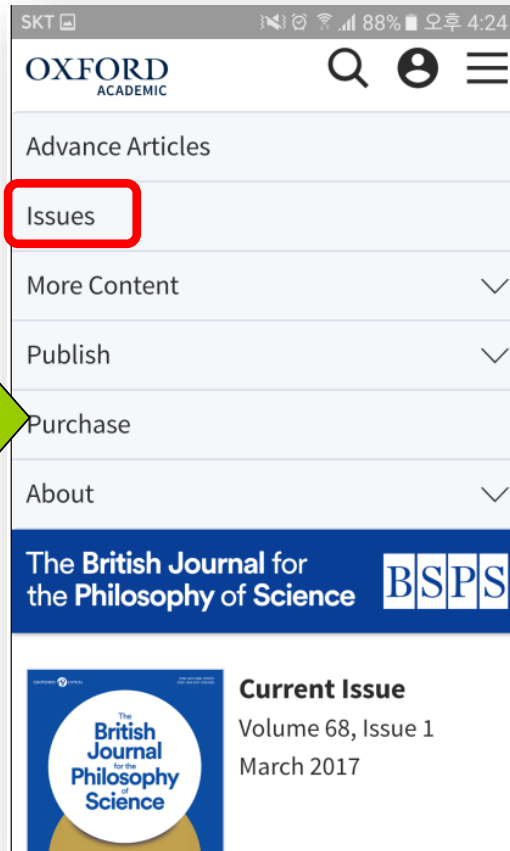 SKT 88% 오후 4:24
OXFORD
ACADEMIC
Advance Articles
Issues
More Content
Publish
Purchase
About
The British Journal for
the Philosophy of Science
BSPS
Current Issue
Volume 68, Issue 1
March 2017
The
British
Journal
for the
Philosophy
of
Science